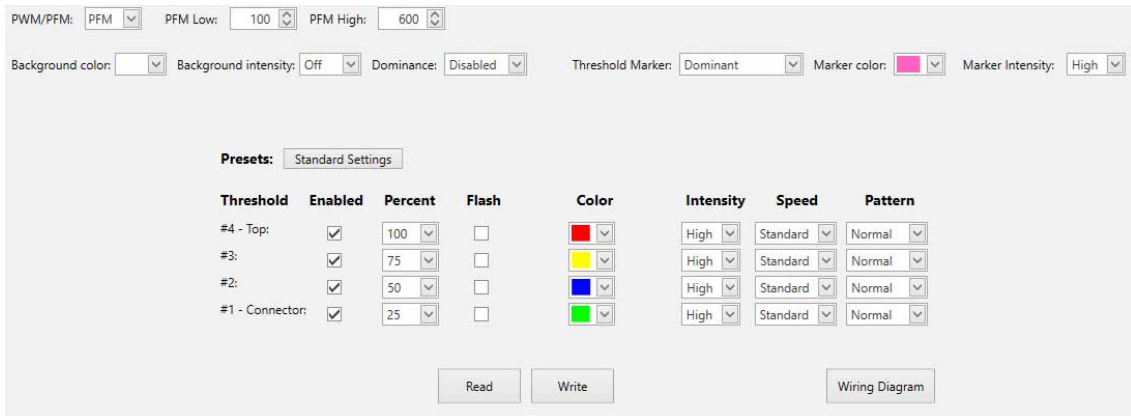 PWM/PFM: PFM PFM Low: 100 PFM High: 600
Background color: Background intensity: Off Dominance: Disabled Threshold Marker: Dominant Marker color: Marker Intensity: High
Presets: Standard Settings
Threshold Enabled Percent Flash Color Intensity Speed Pattern
#4 - Top: 100 High Standard Normal
#3: 75 High Standard Normal
#2: 50 High Standard Normal
#1 - Connector: 25 High Standard Normal
Read Write Wiring Diagram